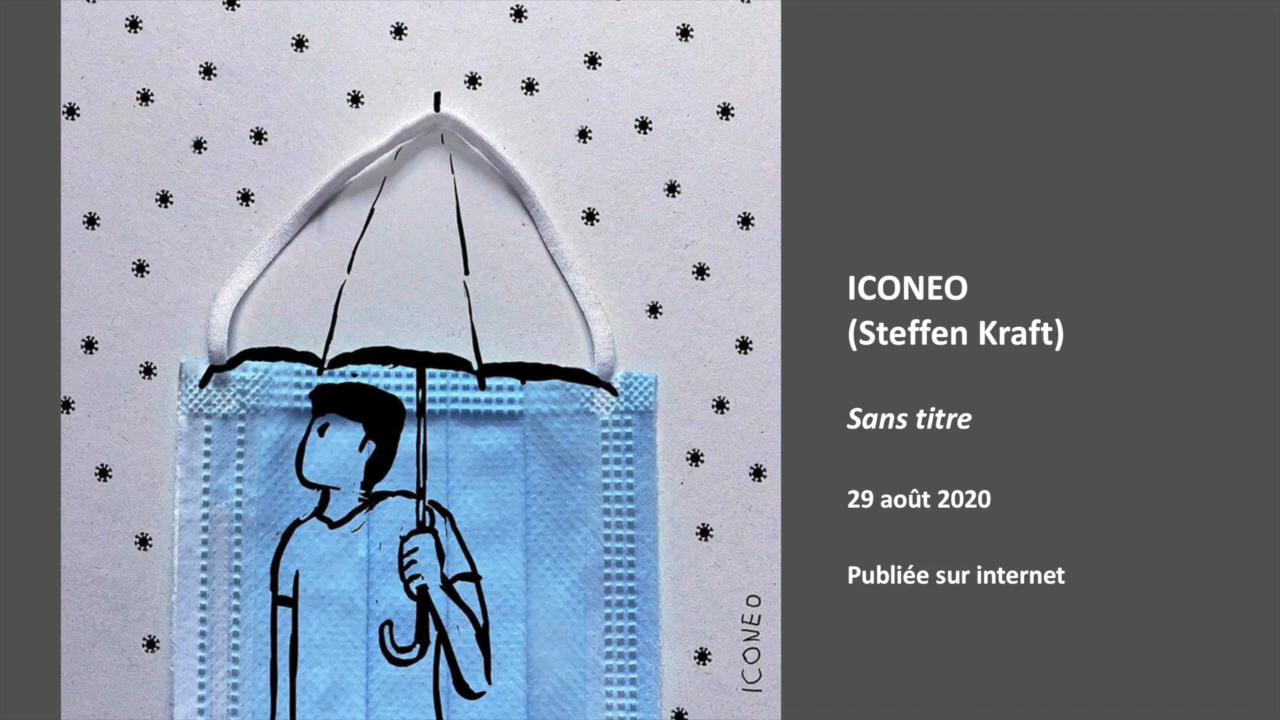 ICONEO
ICONEO
(Steffen Kraft)
Sans titre
29 août 2020
Publiée sur internet